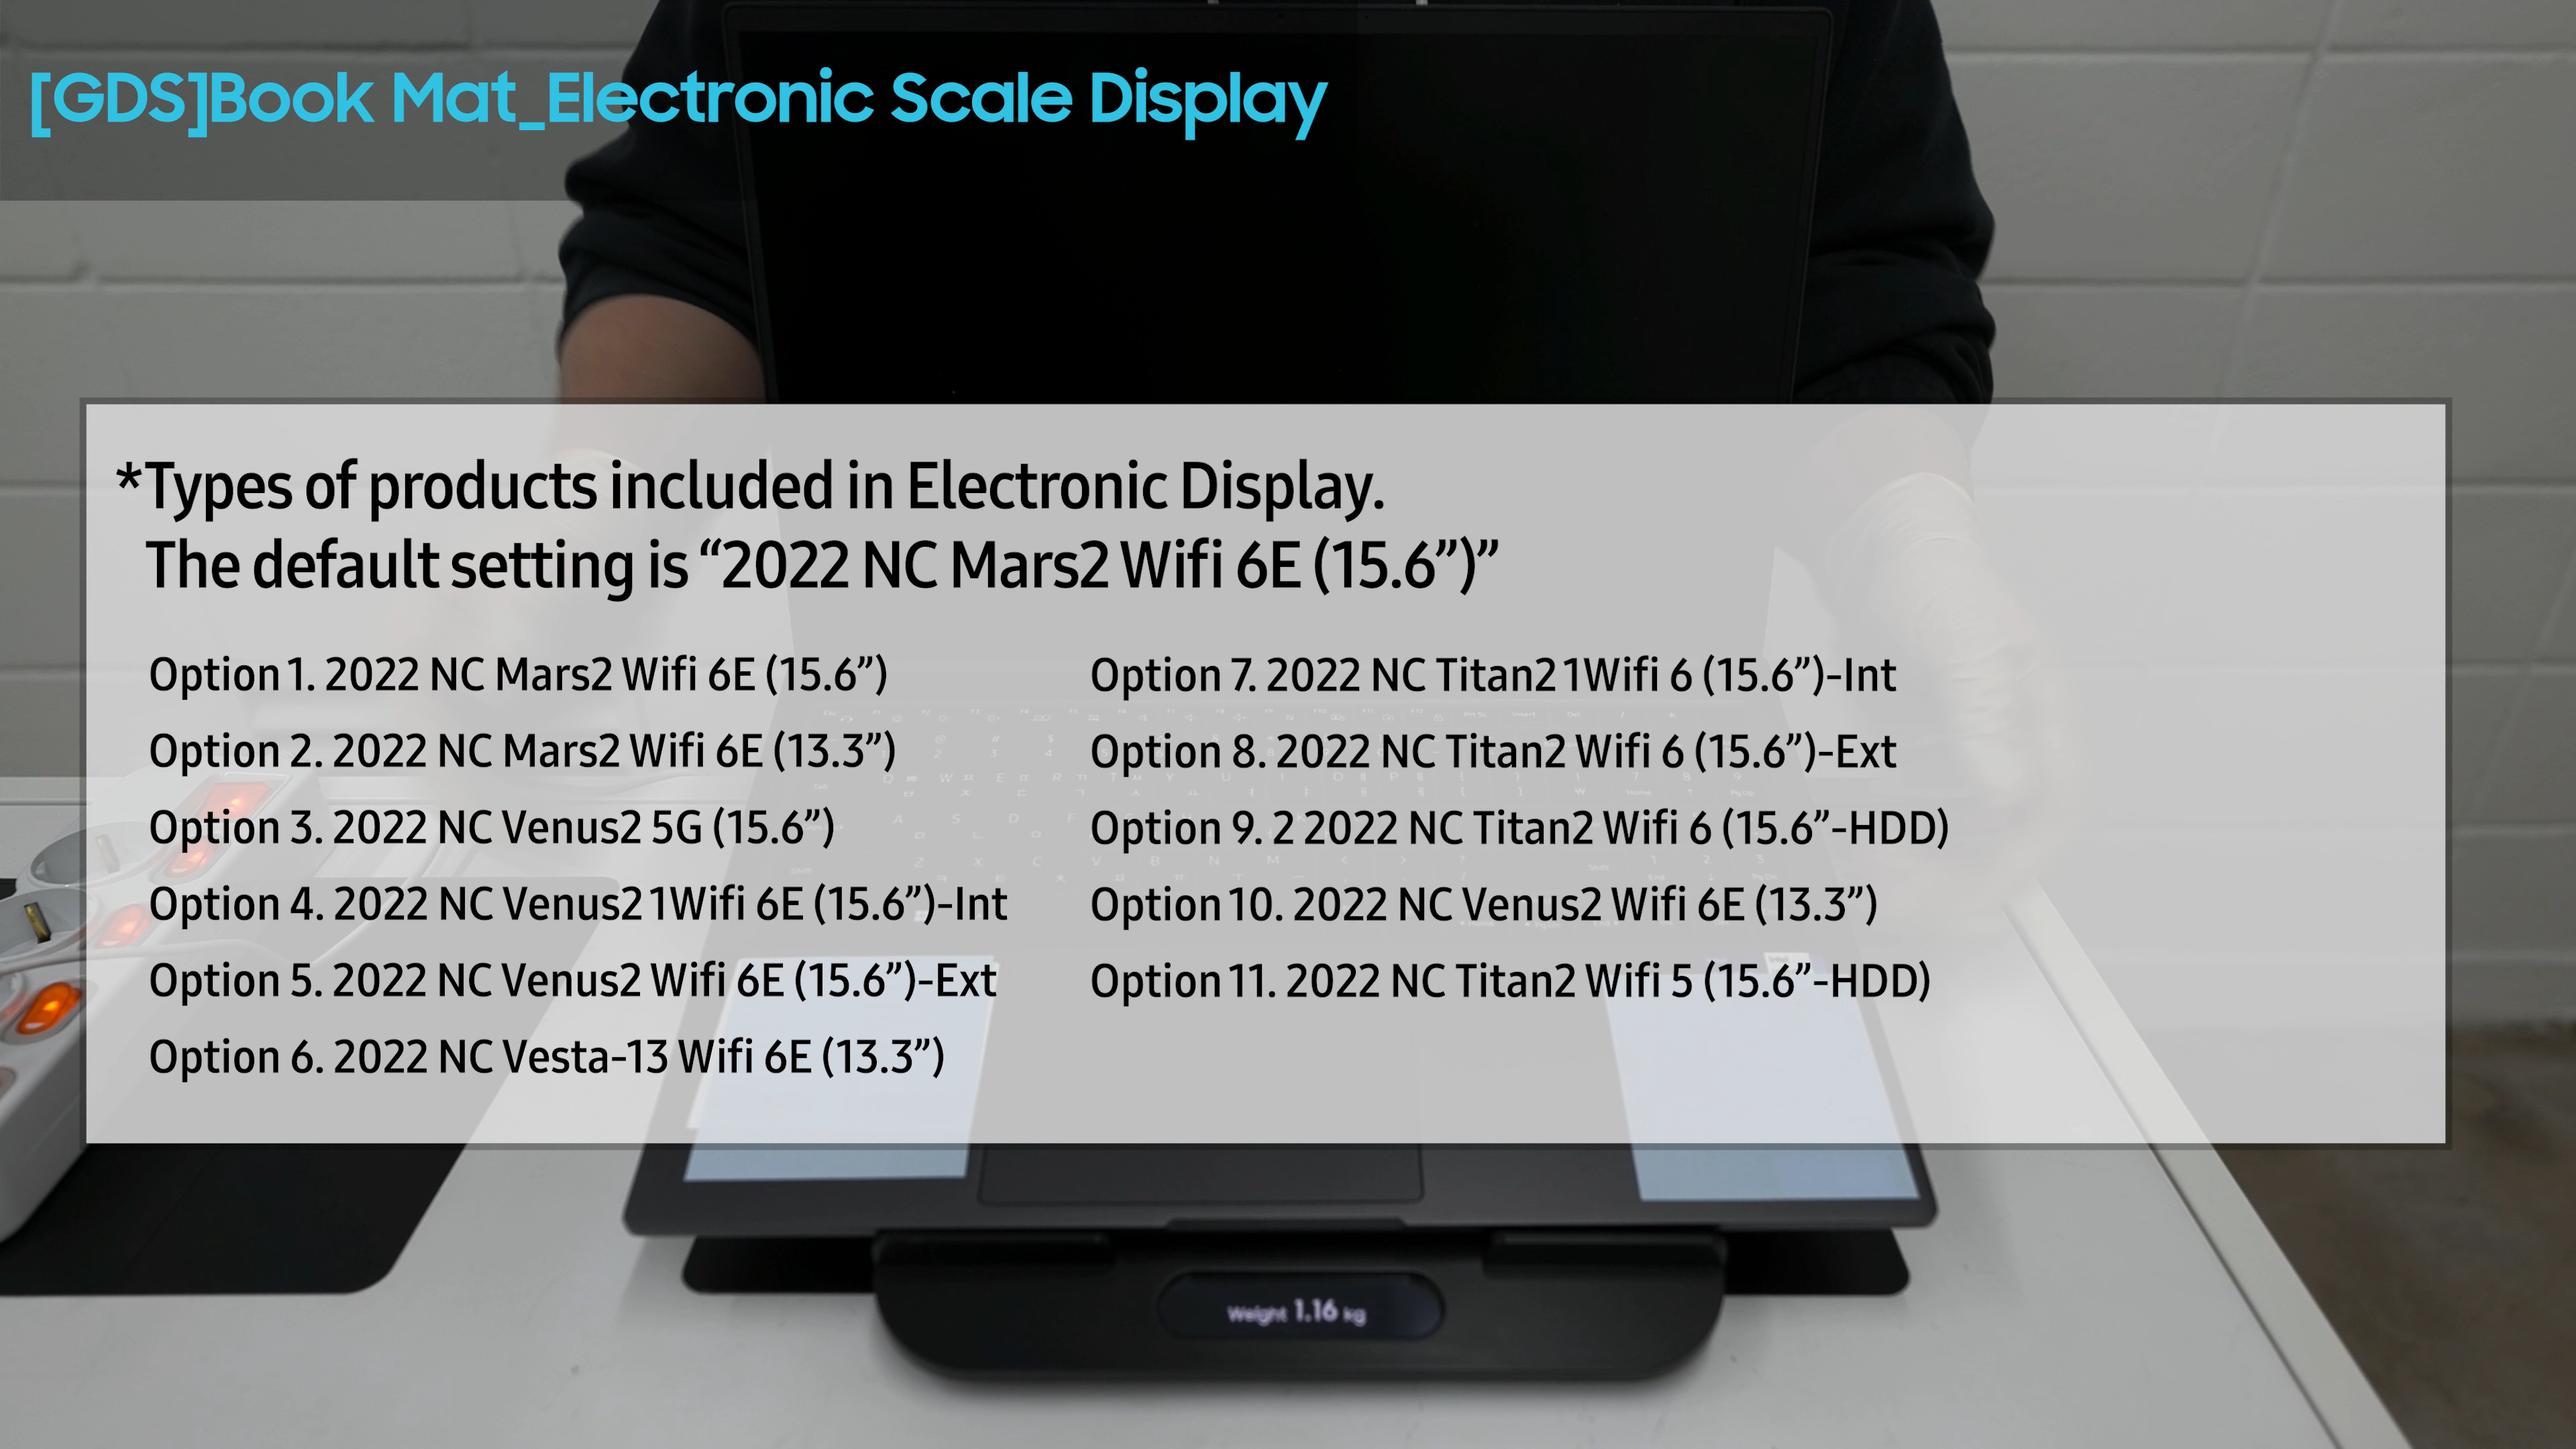 [GDS]Book Mat_Electronic Scale Display
*Types of products included in Electronic Display.
The default setting is “2022 NC Mars2 Wifi 6E (15.6”)”
Option 1. 2022 NC Mars2 Wifi 6E (15.6”)
Option 2. 2022 NC Mars2 Wifi 6E (13.3”)
Option 3. 2022 NC Venus2 5G (15.6”)
Option 4. 2022 NC Venus2 1Wifi 6E (15.6”)-Int
Option 5. 2022 NC Venus2 Wifi 6E (15.6”)-Ext
Option 6. 2022 NC Vesta-13 Wifi 6E (13.3”)
Option 7. 2022 NC Titan2 1Wifi 6 (15.6”)-Int
Option 8. 2022 NC Titan2 Wifi 6 (15.6”)-Ext
Option 9. 2 2022 NC Titan2 Wifi 6 (15.6”-HDD)
Option 10. 2022 NC Venus2 Wifi 6E (13.3”)
Option 11. 2022 NC Titan2 Wifi 5 (15.6”-HDD)
Weight 1.16 kg